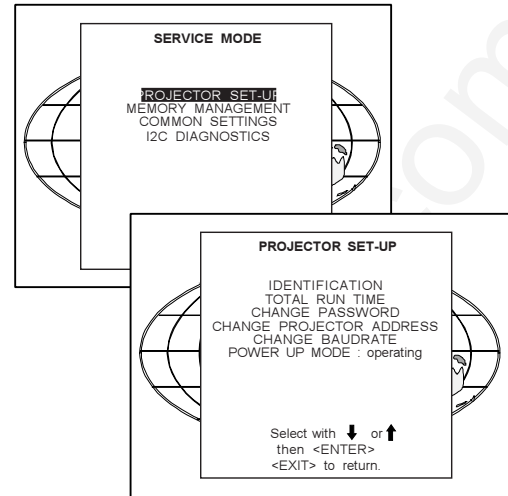 SERVICE MODE
PROJECTOR SET-UP
MEMORY MANAGEMENT
COMMON SETTINGS
I2C DIAGNOSTICS
PROJECTOR SET-UP
IDENTIFICATION
TOTAL RUN TIME
CHANGE PASSWORD
CHANGE PROJECTOR ADDRESS
CHANGE BAUDRATE
POWER UP MODE : operating
Select with ⬇ or ⬆
then <ENTER>
<EXIT> to return.
com